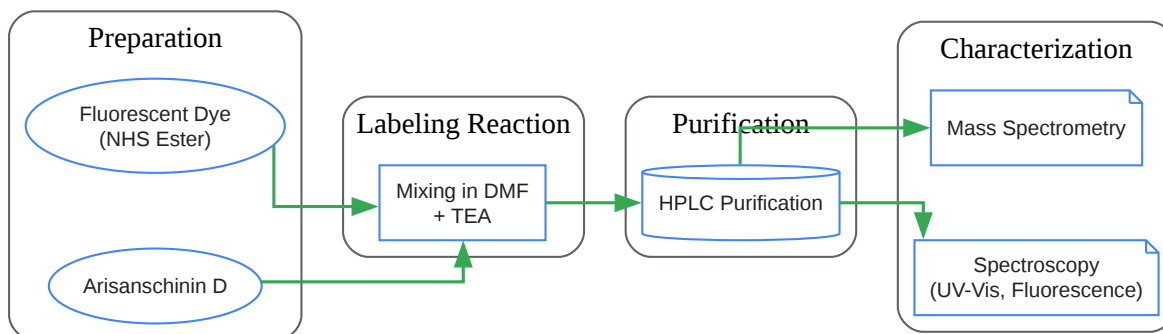 Preparation
Fluorescent Dye
(NHS Ester)
Arisanschinin D
Labeling Reaction
Mixing in DMF
+ TEA
Purification
HPLC Purification
Characterization
Mass Spectrometry
Spectroscopy
(UV-Vis, Fluorescence)